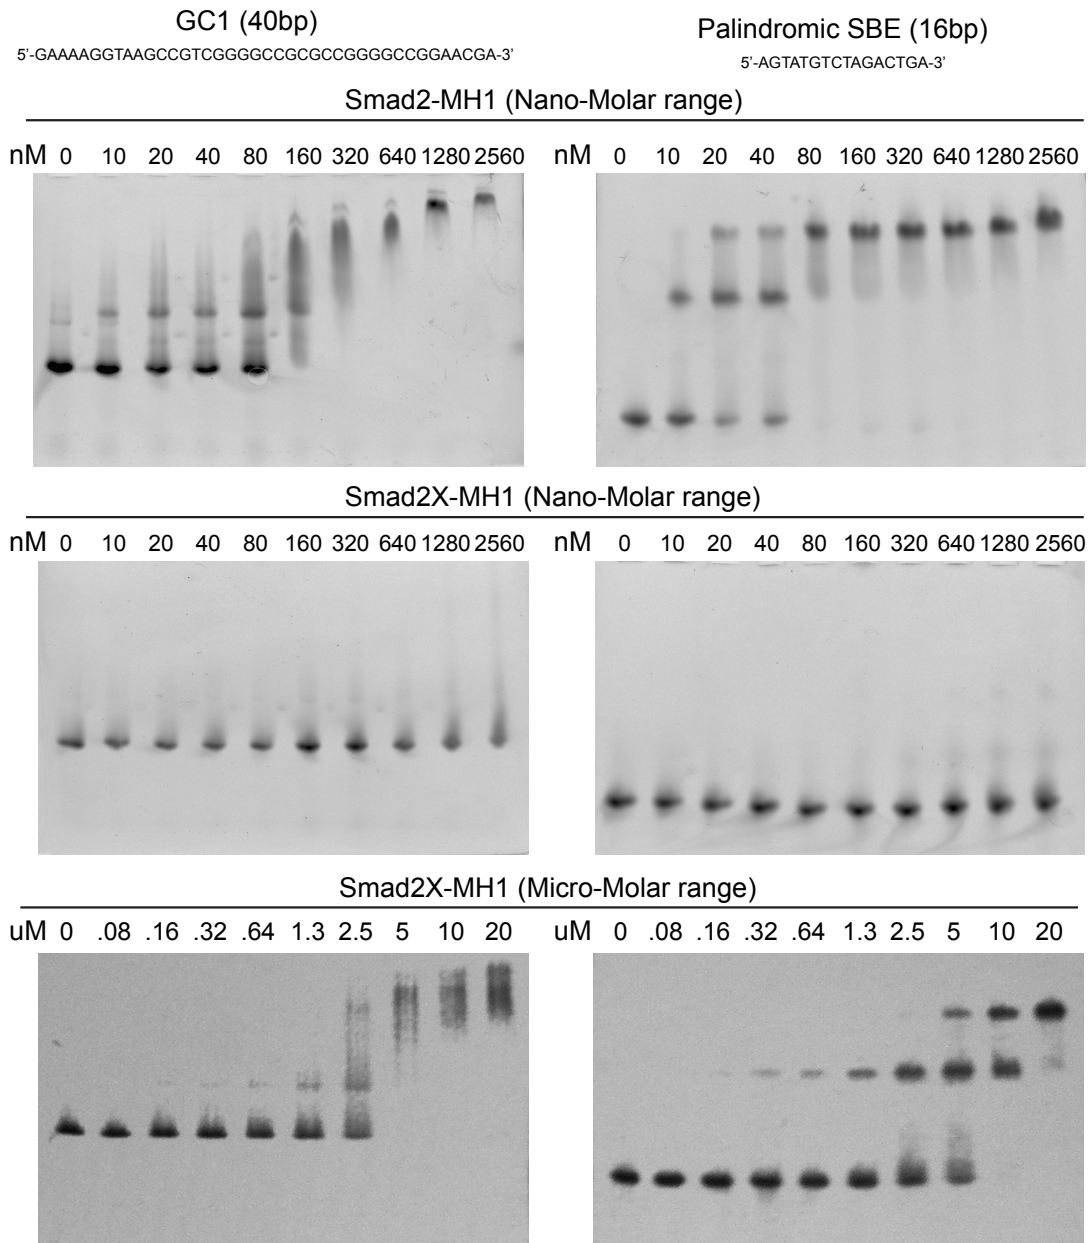 GC1 (40bp)
5'-GAAAAGGTAAGCCGTCGGGGCCGCGCCGGGGCCGGAACGA-3'
Palindromic SBE (16bp)
5'-AGTATGTCTAGACTGA-3'
Smad2-MH1 (Nano-Molar range)
nM 0 10 20 40 80 160 320 640 1280 2560
nM 0 10 20 40 80 160 320 640 1280 2560
Smad2X-MH1 (Nano-Molar range)
nM 0 10 20 40 80 160 320 640 1280 2560
nM 0 10 20 40 80 160 320 640 1280 2560
Smad2X-MH1 (Micro-Molar range)
uM 0 .08 .16 .32 .64 1.3 2.5 5 10 20
uM 0 .08 .16 .32 .64 1.3 2.5 5 10 20